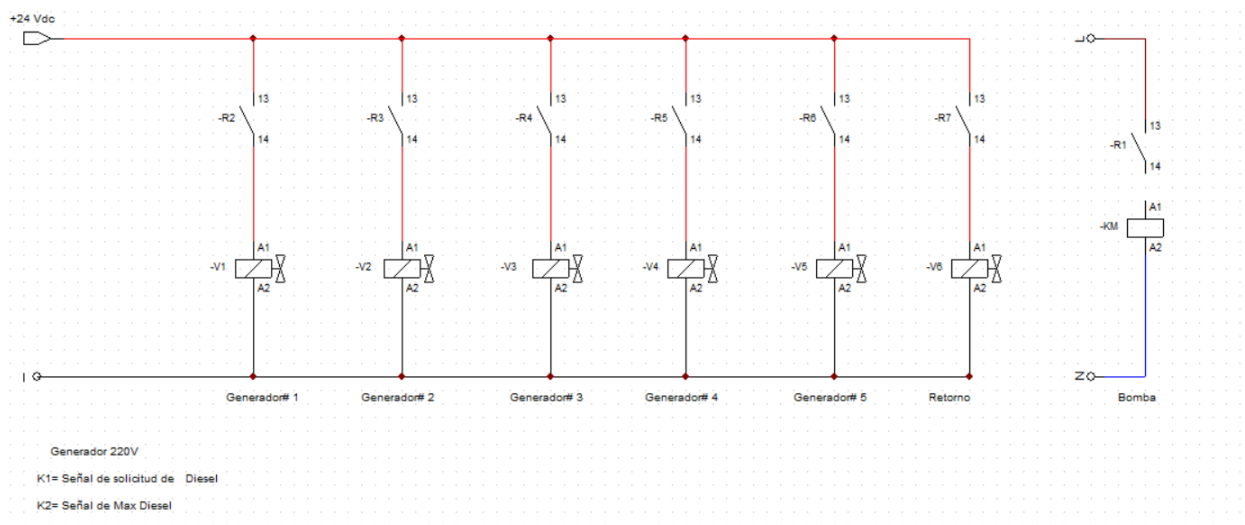 +24 Vdc
L
13 13 13 13 13 13
-R2 -R3 -R4 -R5 -R6 -R7
14 14 14 14 14 14
13
-R1
14
A1
-KM
A2
A1 A1 A1 A1 A1 A1
-V1 -V2 -V3 -V4 -V5 -V6
A2 A2 A2 A2 A2 A2
- N
Generador# 1 Generador# 2 Generador# 3 Generador# 4 Generador# 5 Retorno Bomba
Generador 220V
K1= Señal de solicitud de Diesel
K2= Señal de Max Diesel